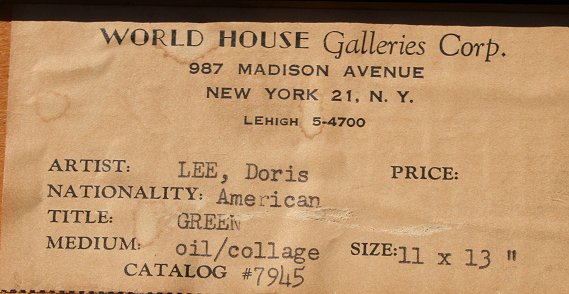 WORLD HOUSE Galleries Corp.
987 MADISON AVENUE
NEW YORK 21, N. Y.
LEHIGH 5-4700
ARTIST: LEE, Doris PRICE:
NATIONALITY: American
TITLE: GREEN
MEDIUM: oil/collage SIZE: 11 x 13 "
CATALOG #7945